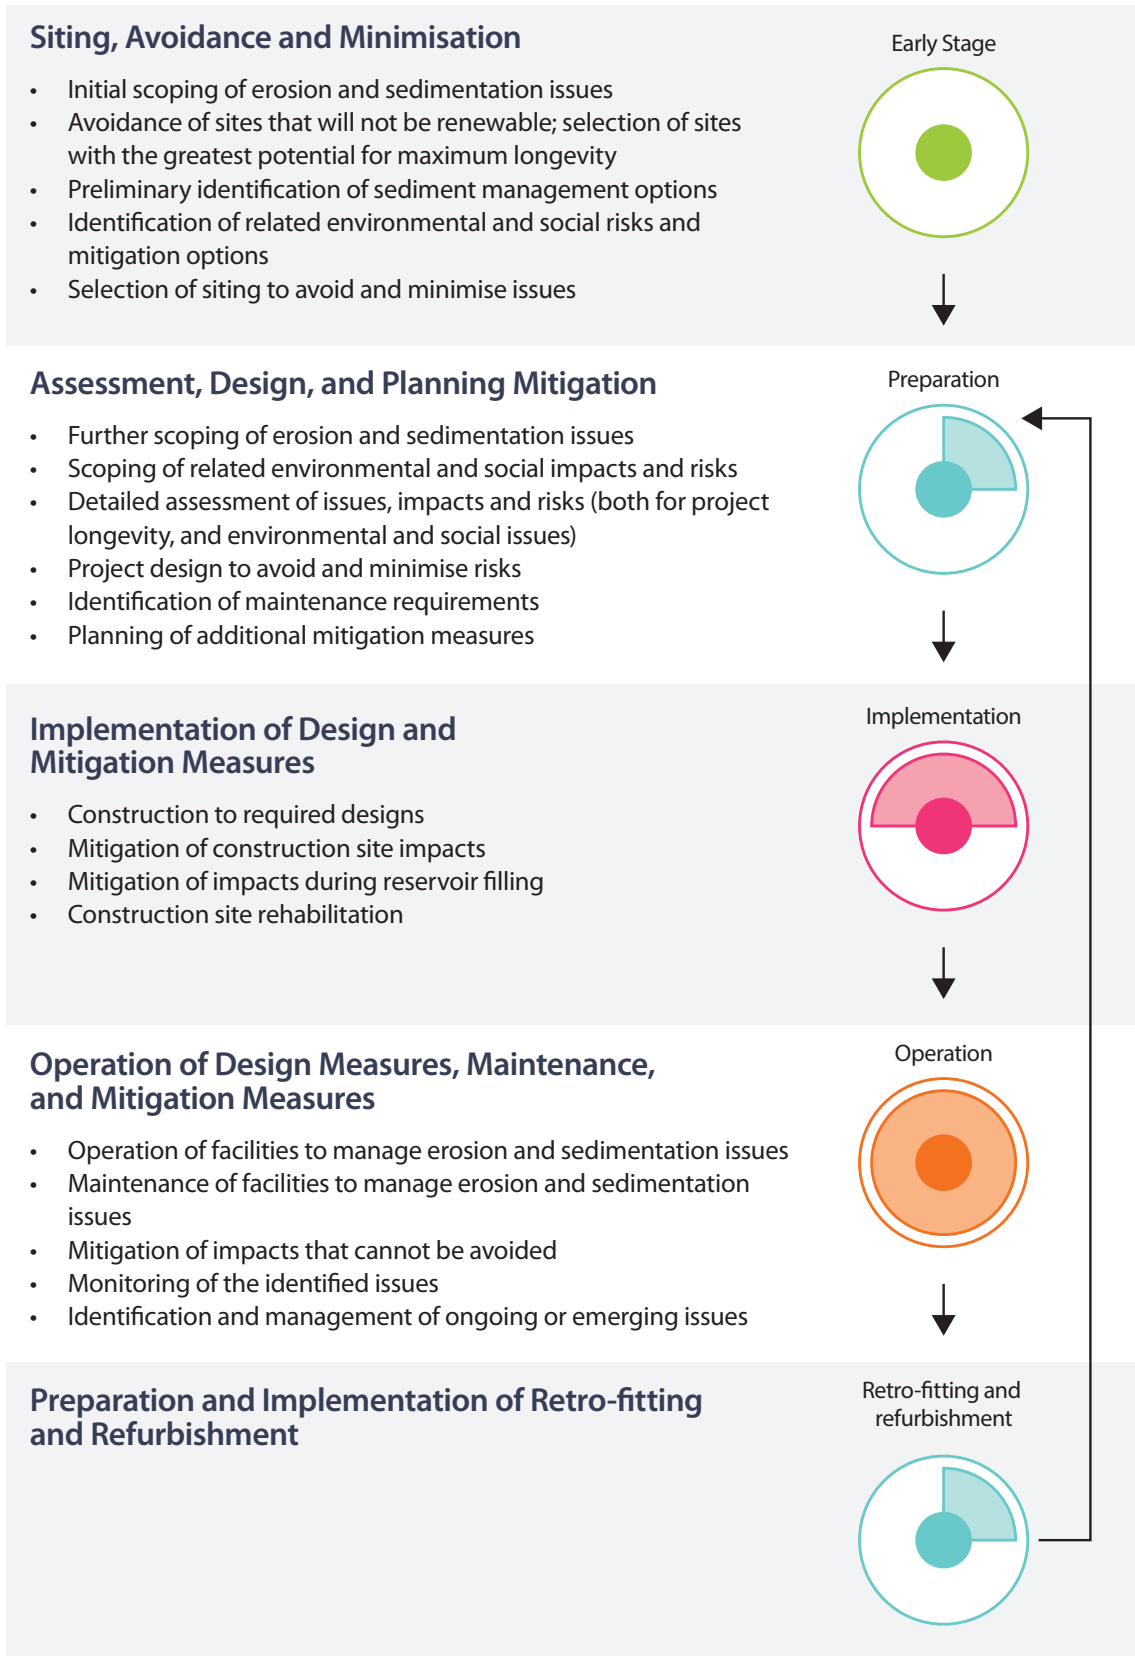 Siting, Avoidance and Minimisation
Early Stage
• Initial scoping of erosion and sedimentation issues
• Avoidance of sites that will not be renewable; selection of sites
with the greatest potential for maximum longevity
• Preliminary identification of sediment management options
• Identification of related environmental and social risks and
mitigation options
• Selection of siting to avoid and minimise issues
Assessment, Design, and Planning Mitigation
Preparation
• Further scoping of erosion and sedimentation issues
• Scoping of related environmental and social impacts and risks
• Detailed assessment of issues, impacts and risks (both for project
longevity, and environmental and social issues)
• Project design to avoid and minimise risks
• Identification of maintenance requirements
• Planning of additional mitigation measures
Implementation of Design and
Mitigation Measures
Implementation
• Construction to required designs
• Mitigation of construction site impacts
• Mitigation of impacts during reservoir filling
• Construction site rehabilitation
Operation of Design Measures, Maintenance,
and Mitigation Measures
Operation
• Operation of facilities to manage erosion and sedimentation issues
• Maintenance of facilities to manage erosion and sedimentation
issues
• Mitigation of impacts that cannot be avoided
• Monitoring of the identified issues
• Identification and management of ongoing or emerging issues
Preparation and Implementation of Retro-fitting
and Refurbishment
Retro-fitting and
refurbishment